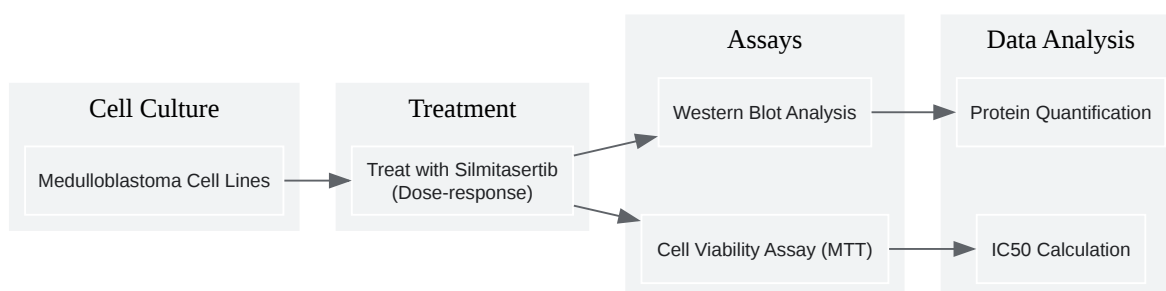 Cell Culture
Medulloblastoma Cell Lines
Treatment
Treat with Silmitasertib
(Dose-response)
Assays
Western Blot Analysis
Cell Viability Assay (MTT)
Data Analysis
Protein Quantification
IC50 Calculation